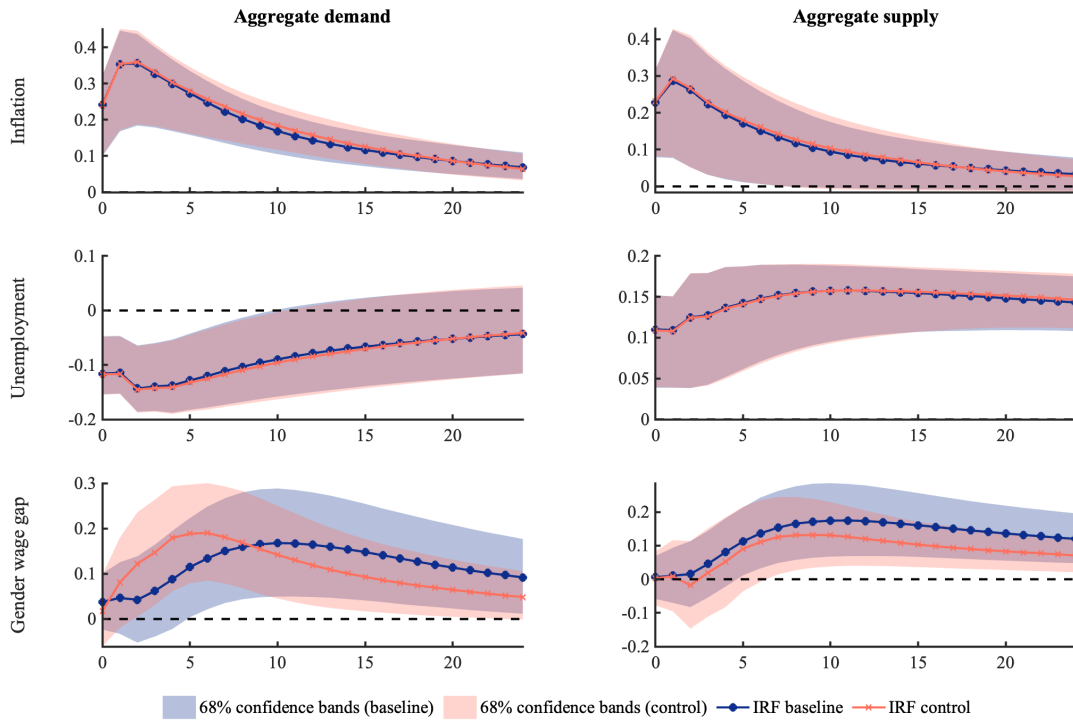 Aggregate demand
Aggregate supply
Inflation
0.4
0.3
0.2
0.1
0
0 5 10 15 20
0.4
0.3
0.2
0.1
0
0 5 10 15 20
Unemployment
0.1
0
-0.1
-0.2
0 5 10 15 20
0.2
0.15
0.1
0.05
0
0 5 10 15 20
Gender wage gap
0.3
0.2
0.1
0
0 5 10 15 20
0.3
0.2
0.1
0
-0.1
0.2
0 5 10 15 20
68% confidence bands (baseline) 68% confidence bands (control) IRF baseline IRF control